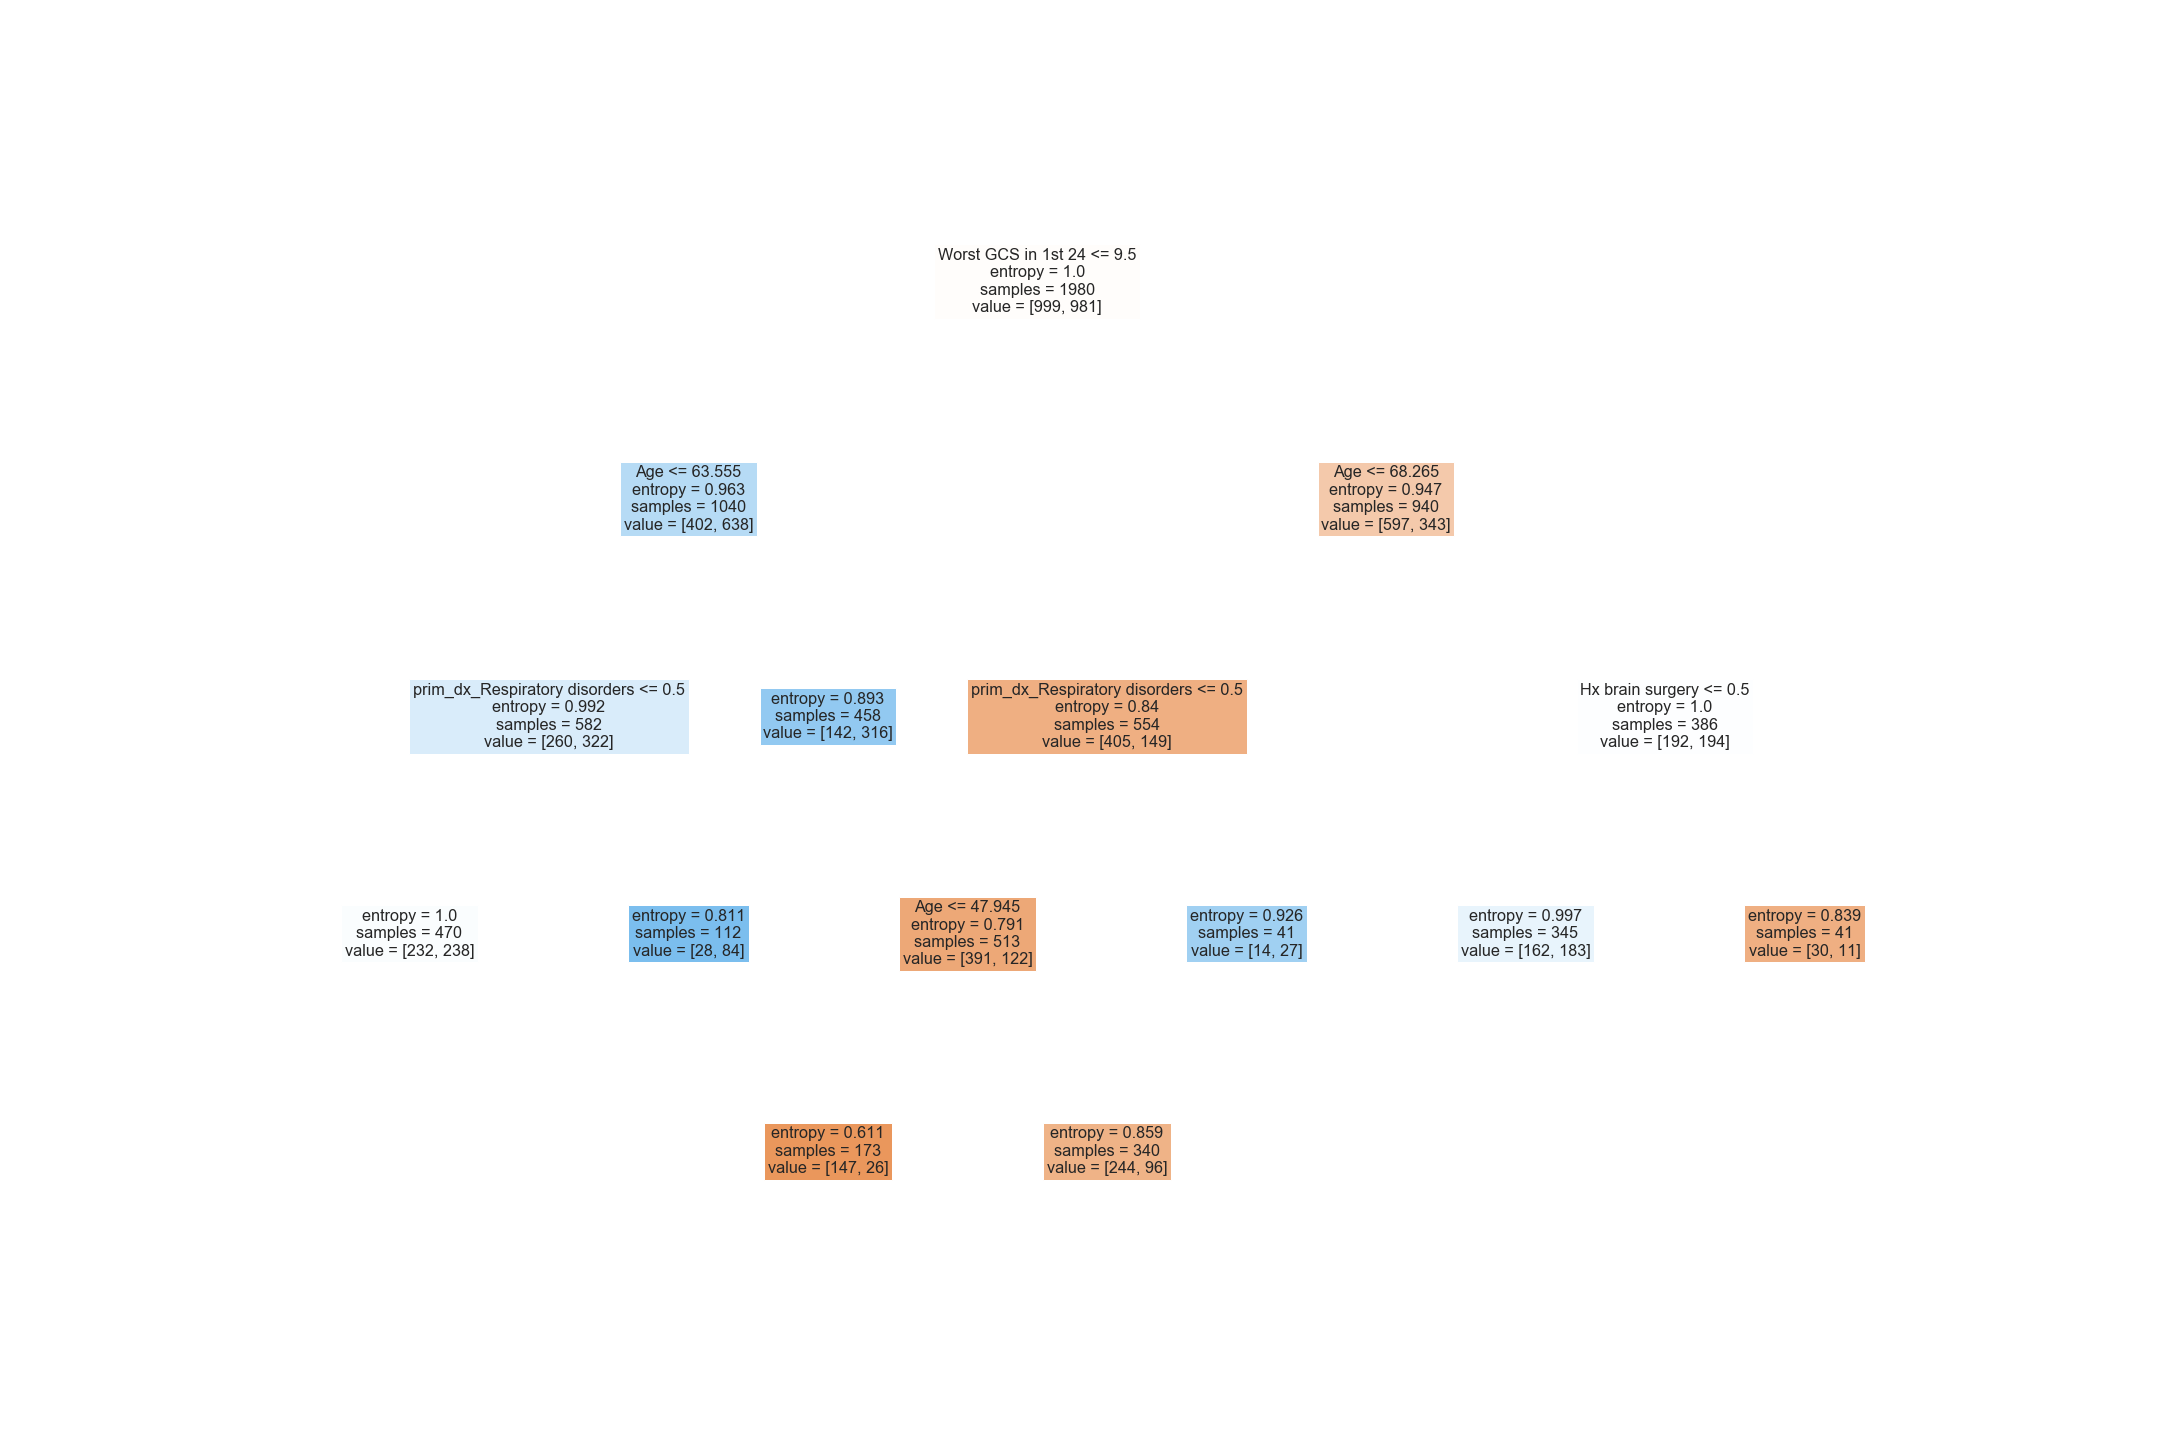 Worst GCS in 1st 24 <= 9.5
entropy = 1.0
samples = 1980
value = [999, 981]
Age <= 63.555
entropy = 0.963
samples = 1040
value = [402, 638]
Age <= 68.265
entropy = 0.947
samples = 940
value = [597, 343]
prim_dx_Respiratory disorders <= 0.5
entropy = 0.992
samples = 582
value = [260, 322]
entropy = 0.893
samples = 458
value = [142, 316]
prim_dx_Respiratory disorders <= 0.5
entropy = 0.84
samples = 554
value = [405, 149]
Hx brain surgery <= 0.5
entropy = 1.0
samples = 386
value = [192, 194]
entropy = 1.0
samples = 470
value = [232, 238]
entropy = 0.811
samples = 112
value = [28, 84]
Age <= 47.945
entropy = 0.791
samples = 513
value = [391, 122]
entropy = 0.926
samples = 41
value = [14, 27]
entropy = 0.997
samples = 345
value = [162, 183]
entropy = 0.839
samples = 41
value = [30, 11]
entropy = 0.611
samples = 173
value = [147, 26]
entropy = 0.859
samples = 340
value = [244, 96]